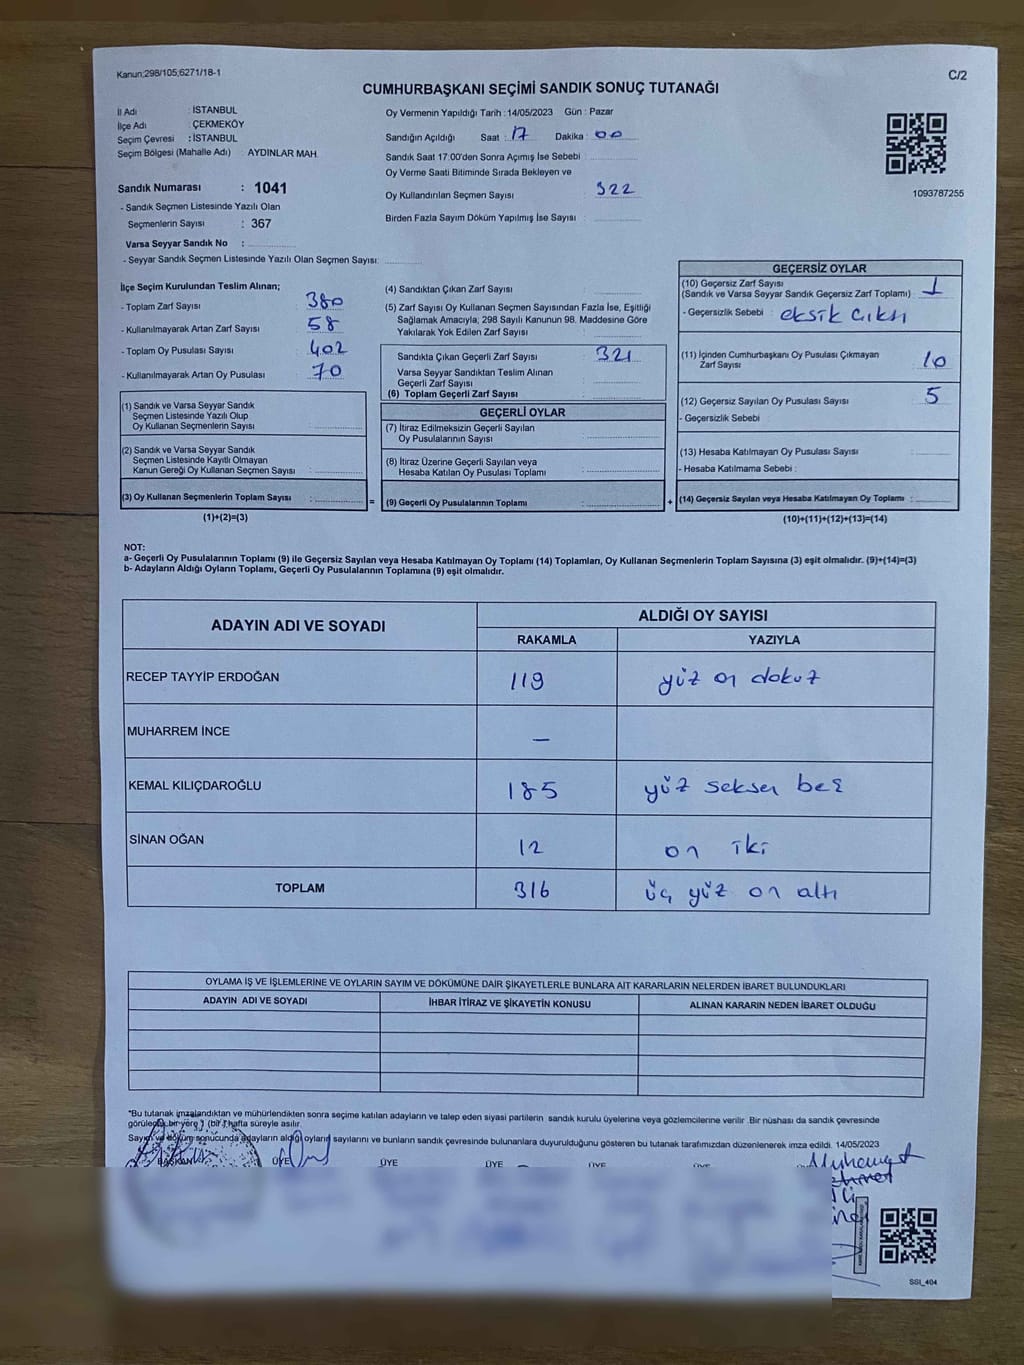 Kanun;298/105;6271/18-1
C/2
CUMHURBAŞKANI SEÇİMİ SANDIK SONUÇ TUTANAĞI
İl Adı : İSTANBUL
İlçe Adı : ÇEKMEKÖY
Seçim Çevresi : İSTANBUL
Seçim Bölgesi (Mahalle Adı) : AYDINLAR MAH.
Sandık Numarası : 1041
- Sandık Seçmen Listesinde Yazılı Olan
Seçmenlerin Sayısı : 367
Varsa Seyyar Sandık No :
- Seyyar Sandık Seçmen Listesinde Yazılı Olan Seçmen Sayısı:
Oy Vermenin Yapıldığı Tarih : 14/05/2023 Gün : Pazar
Sandığın Açıldığı Saat : 17 Dakika : 00
Sandık Saat 17:00'den Sonra Açımış İse Sebebi
Oy Verme Saati Bitiminde Sırada Bekleyen ve
Oy Kullandırılan Seçmen Sayısı : 322
Birden Fazla Sayım Döküm Yapılmış İse Sayısı
1093787255
İlçe Seçim Kurulundan Teslim Alınan;
- Toplam Zarf Sayısı : 380
- Kullanılmayarak Artan Zarf Sayısı : 58
- Toplam Oy Pusulası Sayısı : 402
- Kullanılmayarak Artan Oy Pusulası : 70
(1) Sandık ve Varsa Seyyar Sandık
Seçmen Listesinde Yazılı Olup
Oy Kullanan Seçmenlerin Sayısı :
(2) Sandık ve Varsa Seyyar Sandık
Seçmen Listesinde Kayıtlı Olmayan
Kanun Gereği Oy Kullanan Seçmen Sayısı :
(3) Oy Kullanan Seçmenlerin Toplam Sayısı :
(1)+(2)=(3)
(4) Sandıktan Çıkan Zarf Sayısı
(5) Zarf Sayısı Oy Kullanan Seçmen Sayısından Fazla İse, Eşitliği
Sağlamak Amacıyla; 298 Sayılı Kanunun 98. Maddesine Göre
Yakılarak Yok Edilen Zarf Sayısı
Sandıkta Çıkan Geçerli Zarf Sayısı : 321
Varsa Seyyar Sandıktan Teslim Alınan
Geçerli Zarf Sayısı
(6) Toplam Geçerli Zarf Sayısı
GEÇERLİ OYLAR
(7) İtiraz Edilmeksizin Geçerli Sayılan
Oy Pusulalarının Sayısı
(8) İtiraz Üzerine Geçerli Sayılan veya
Hesaba Katılan Oy Pusulası Toplamı
= (9) Geçerli Oy Pusulalarının Toplamı
GEÇERSİZ OYLAR
(10) Geçersiz Zarf Sayısı
(Sandık ve Varsa Seyyar Sandık Geçersiz Zarf Toplamı) : 1
- Geçersizlik Sebebi : eksik çıktı
(11) İçinden Cumhurbaşkanı Oy Pusulası Çıkmayan
Zarf Sayısı 10
(12) Geçersiz Sayılan Oy Pusulası Sayısı 5
- Geçersizlik Sebebi
(13) Hesaba Katılmayan Oy Pusulası Sayısı
- Hesaba Katılmama Sebebi :
+ (14) Geçersiz Sayılan veya Hesaba Katılmayan Oy Toplamı :
(10)+(11)+(12)+(13)=(14)
NOT:
a- Geçerli Oy Pusulalarının Toplamı (9) ile Geçersiz Sayılan veya Hesaba Katılmayan Oy Toplamı (14) Toplamları, Oy Kullanan Seçmenlerin Toplam Sayısına (3) eşit olmalıdır. (9)+(14)=(3)
b- Adayların Aldığı Oyların Toplamı, Geçerli Oy Pusulalarının Toplamına (9) eşit olmalıdır.
ADAYIN ADI VE SOYADI
ALDIĞI OY SAYISI
RAKAMLA YAZIYLA
RECEP TAYYİP ERDOĞAN 119 yüz on dokuz
MUHARREM İNCE –
KEMAL KILIÇDAROĞLU 185 yüz seksen beş
SİNAN OĞAN 12 on iki
TOPLAM 316 üç yüz on altı
OYLAMA İŞ VE İŞLEMLERİNE VE OYLARIN SAYIM VE DÖKÜMÜNE DAİR ŞİKAYETLERLE BUNLARA AİT KARARLARIN NELERDEN İBARET BULUNDUKLARI
ADAYIN ADI VE SOYADI İHBAR İTİRAZ VE ŞİKAYETİN KONUSU ALINAN KARARIN NEDEN İBARET OLDUĞU
*Bu tutanak imzalandıktan ve mühürlendikten sonra seçime katılan adayların ve talep eden siyasi partilerin sandık kurulu üyelerine veya gözlemcilerine verilir .Bir nüshası da sandık çevresinde
görülecek bir yere 1 (bir) hafta süreyle asılır.
Sayım ve döküm sonucunda adayların aldığı oyların sayılarını ve bunların sandık çevresinde bulunanlara duyurulduğunu gösteren bu tutanak tarafımızdan düzenlenerek imza edildi. 14/05/2023
BAŞKAN ÜYE ÜYE ÜYE ÜYE ÜYE
SSI_404